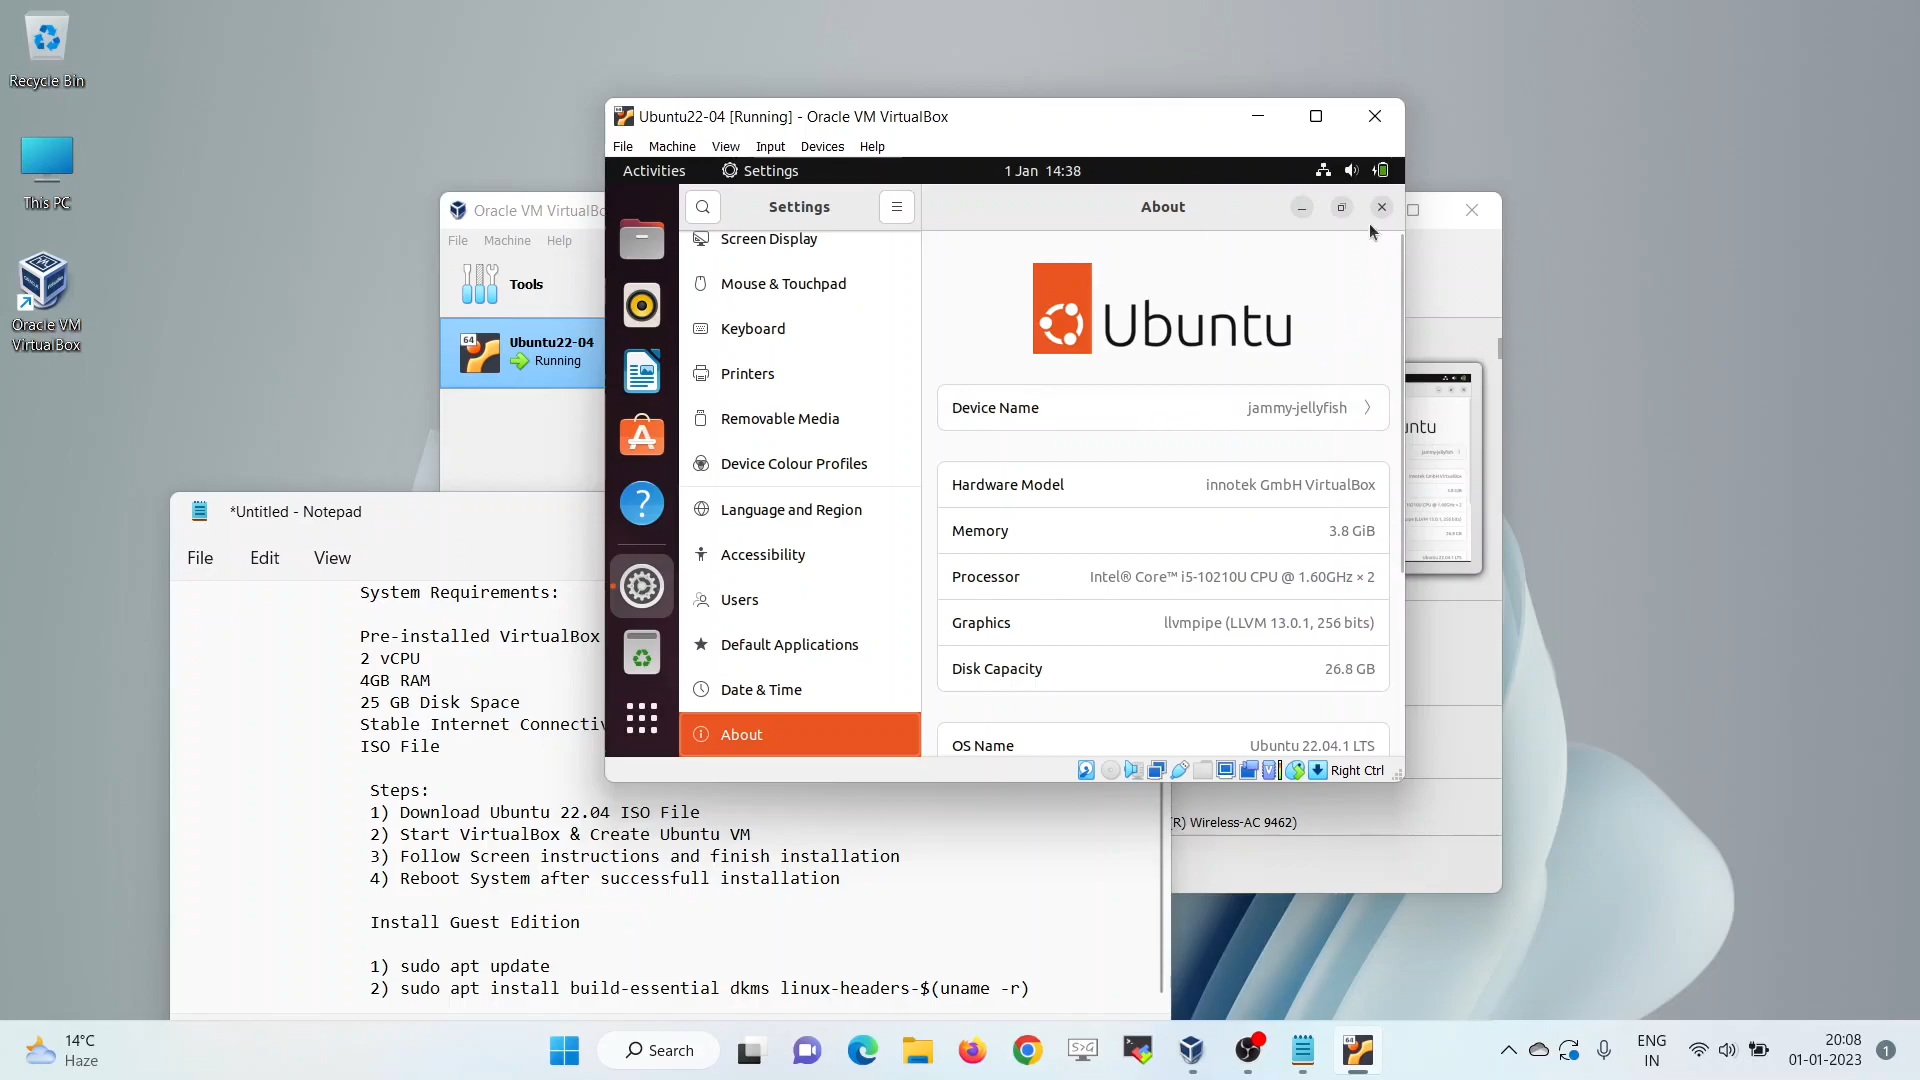 Recycle Bin
This PC
Oracle VM
VirtualBox
Ubuntu22-04 [Running] - Oracle VM VirtualBox
File Machine View Input Devices Help
Activities Settings 1 Jan 14:38
Settings
About
Screen Display
Mouse & Touchpad
Keyboard
Printers
Removable Media
Device Colour Profiles
Language and Region
Accessibility
Users
Default Applications
Date & Time
About
Ubuntu
Device Name jammy-jellyfish
Hardware Model innotek GmbH VirtualBox
Memory 3.8 GiB
Processor Intel® Core™ i5-10210U CPU @ 1.60GHz × 2
Graphics llvmpipe (LLVM 13.0.1, 256 bits)
Disk Capacity 26.8 GB
OS Name Ubuntu 22.04.1 LTS
Right Ctrl
Oracle VM VirtualBo
File Machine Help
Tools
64
Ubuntu22-04
Running
(R) Wireless-AC 9462)
*Untitled - Notepad
File Edit View
System Requirements:
Pre-installed VirtualBox
2 vCPU
4GB RAM
25 GB Disk Space
Stable Internet Connectiv
ISO File
Steps:
1) Download Ubuntu 22.04 ISO File
2) Start VirtualBox & Create Ubuntu VM
3) Follow Screen instructions and finish installation
4) Reboot System after successfull installation
Install Guest Edition
1) sudo apt update
2) sudo apt install build-essential dkms linux-headers-$(uname -r)
14°C
Haze
Search
ENG
IN
20:08
01-01-2023
1